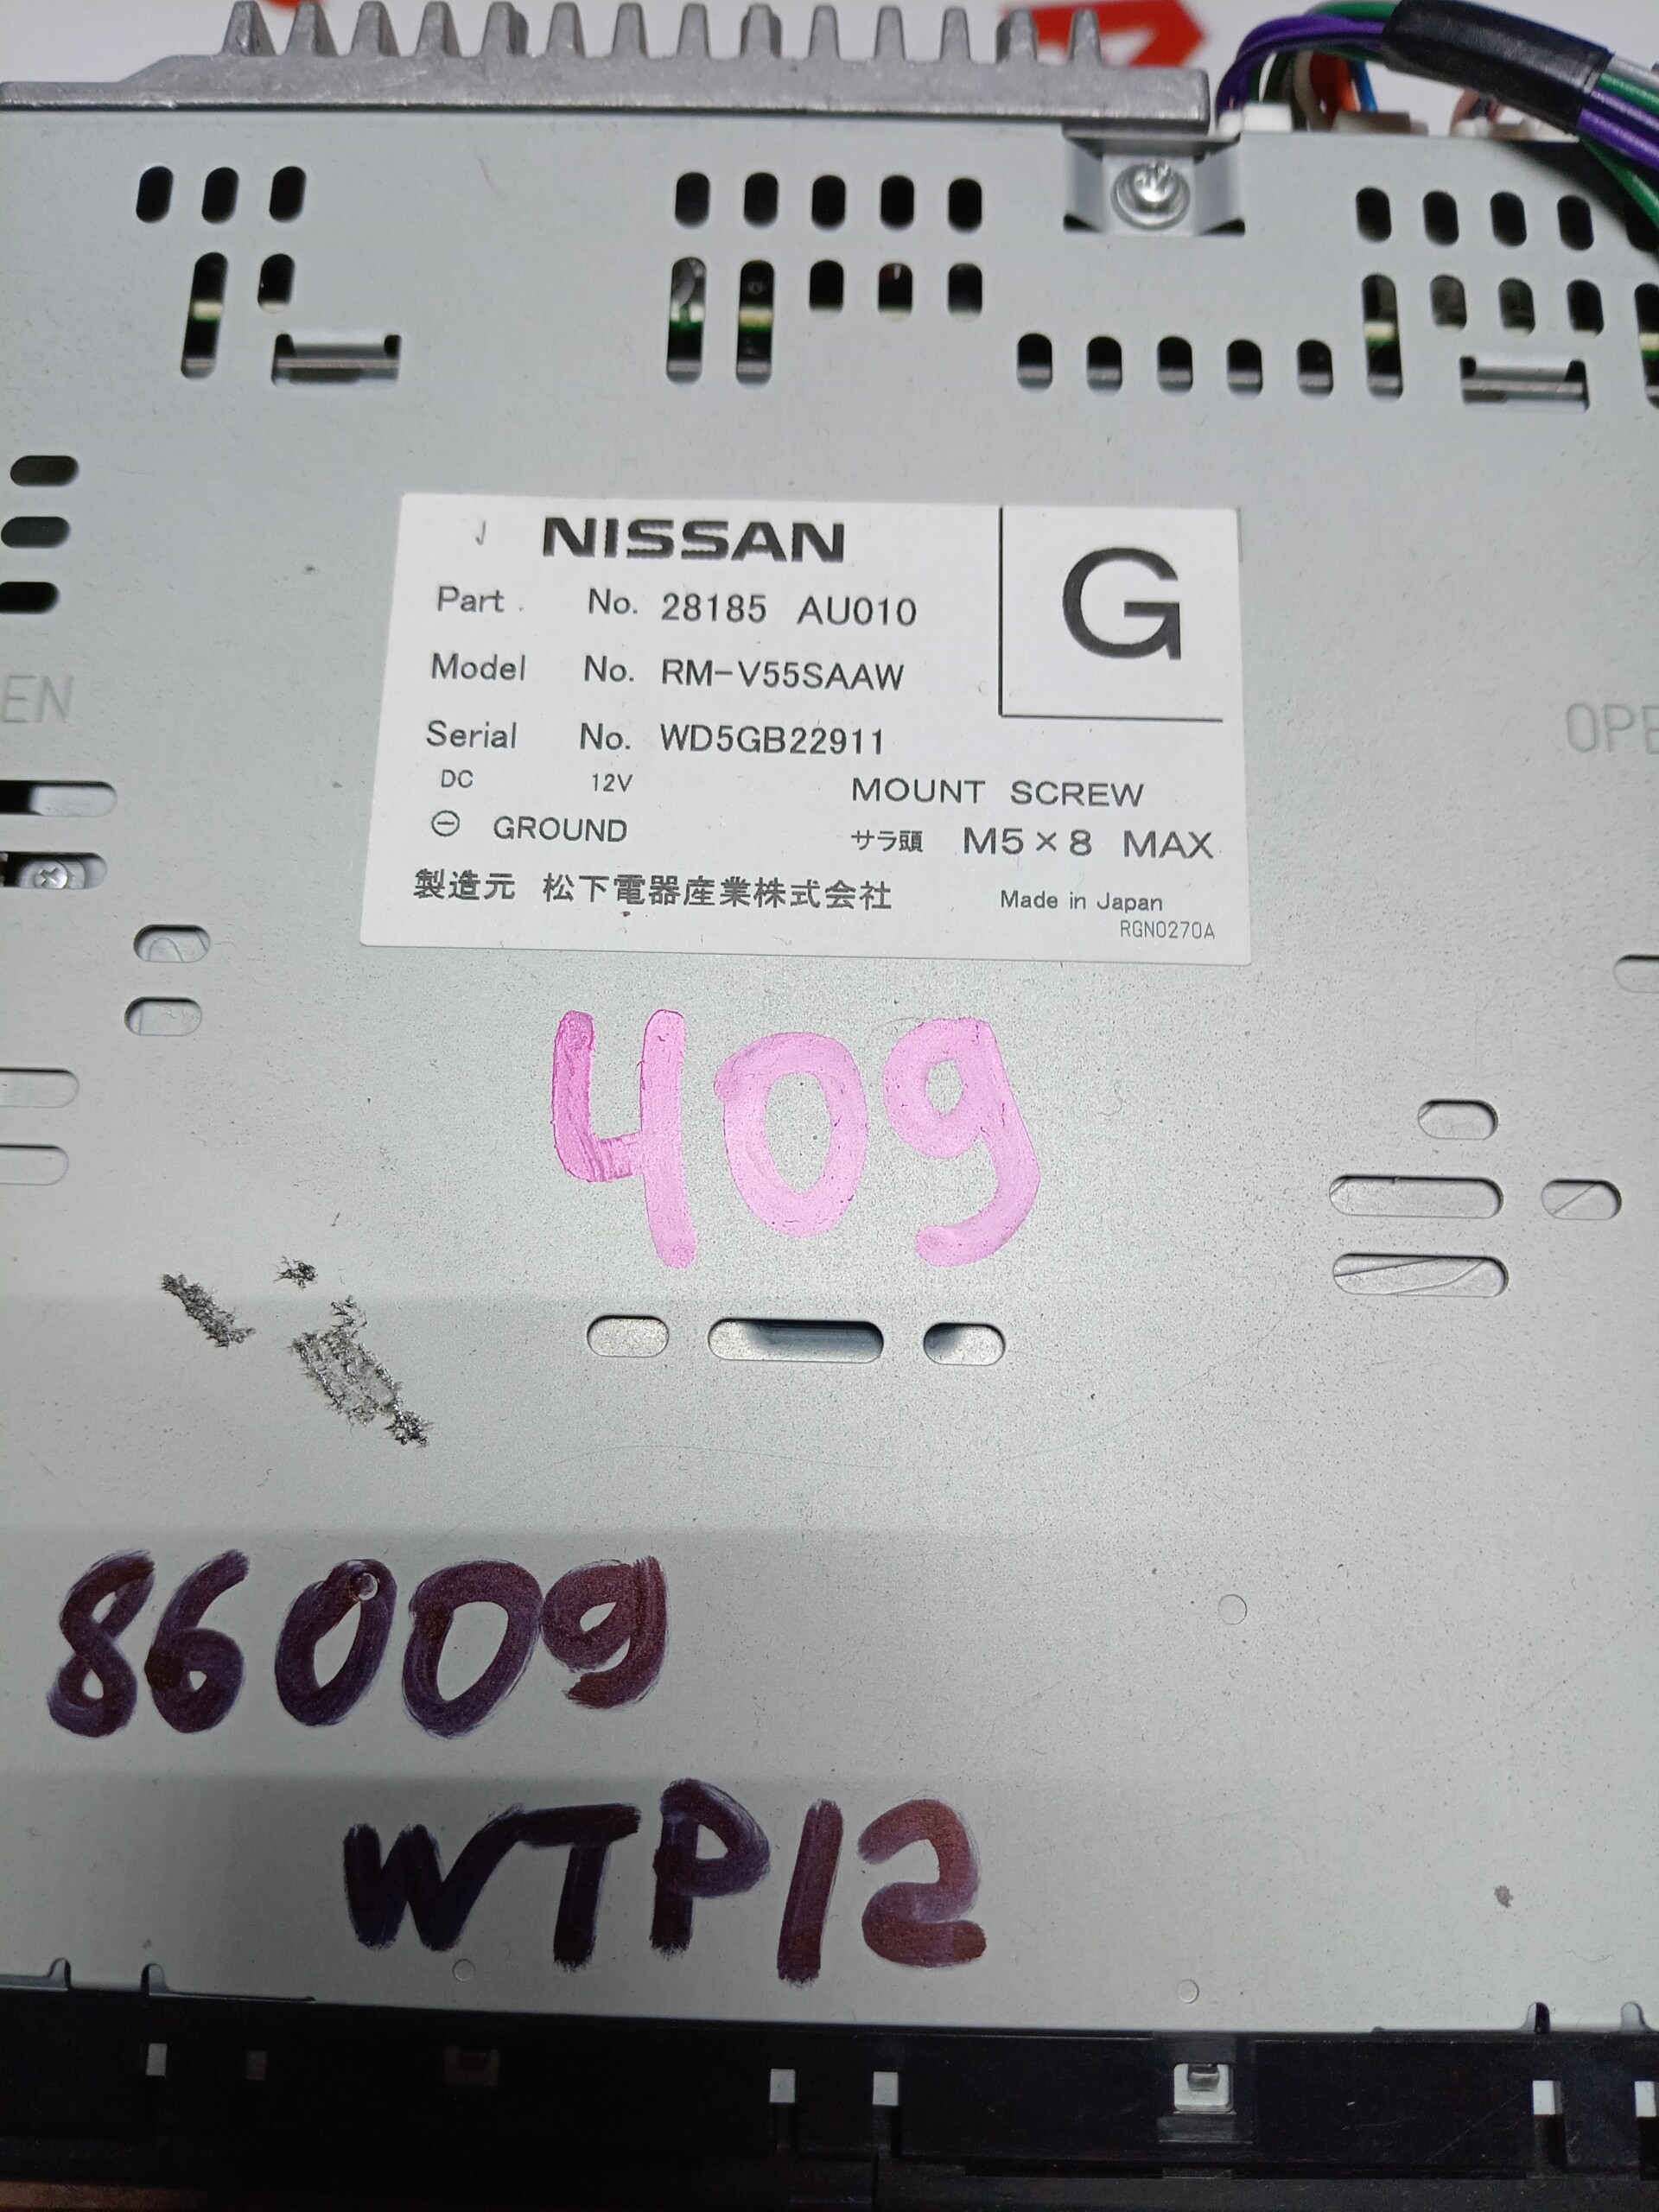 NISSAN
G
Part No. 28185 AU010
Model No. RM-V55SAAW
Serial No. WD5GB22911
DC 12V
MOUNT SCREW
⊖ GROUND
サラ頭 M5×8 MAX
製造元 松下電器産業株式会社
Made in Japan
RGN0270A
EN
OPE
409
86009
WTP12